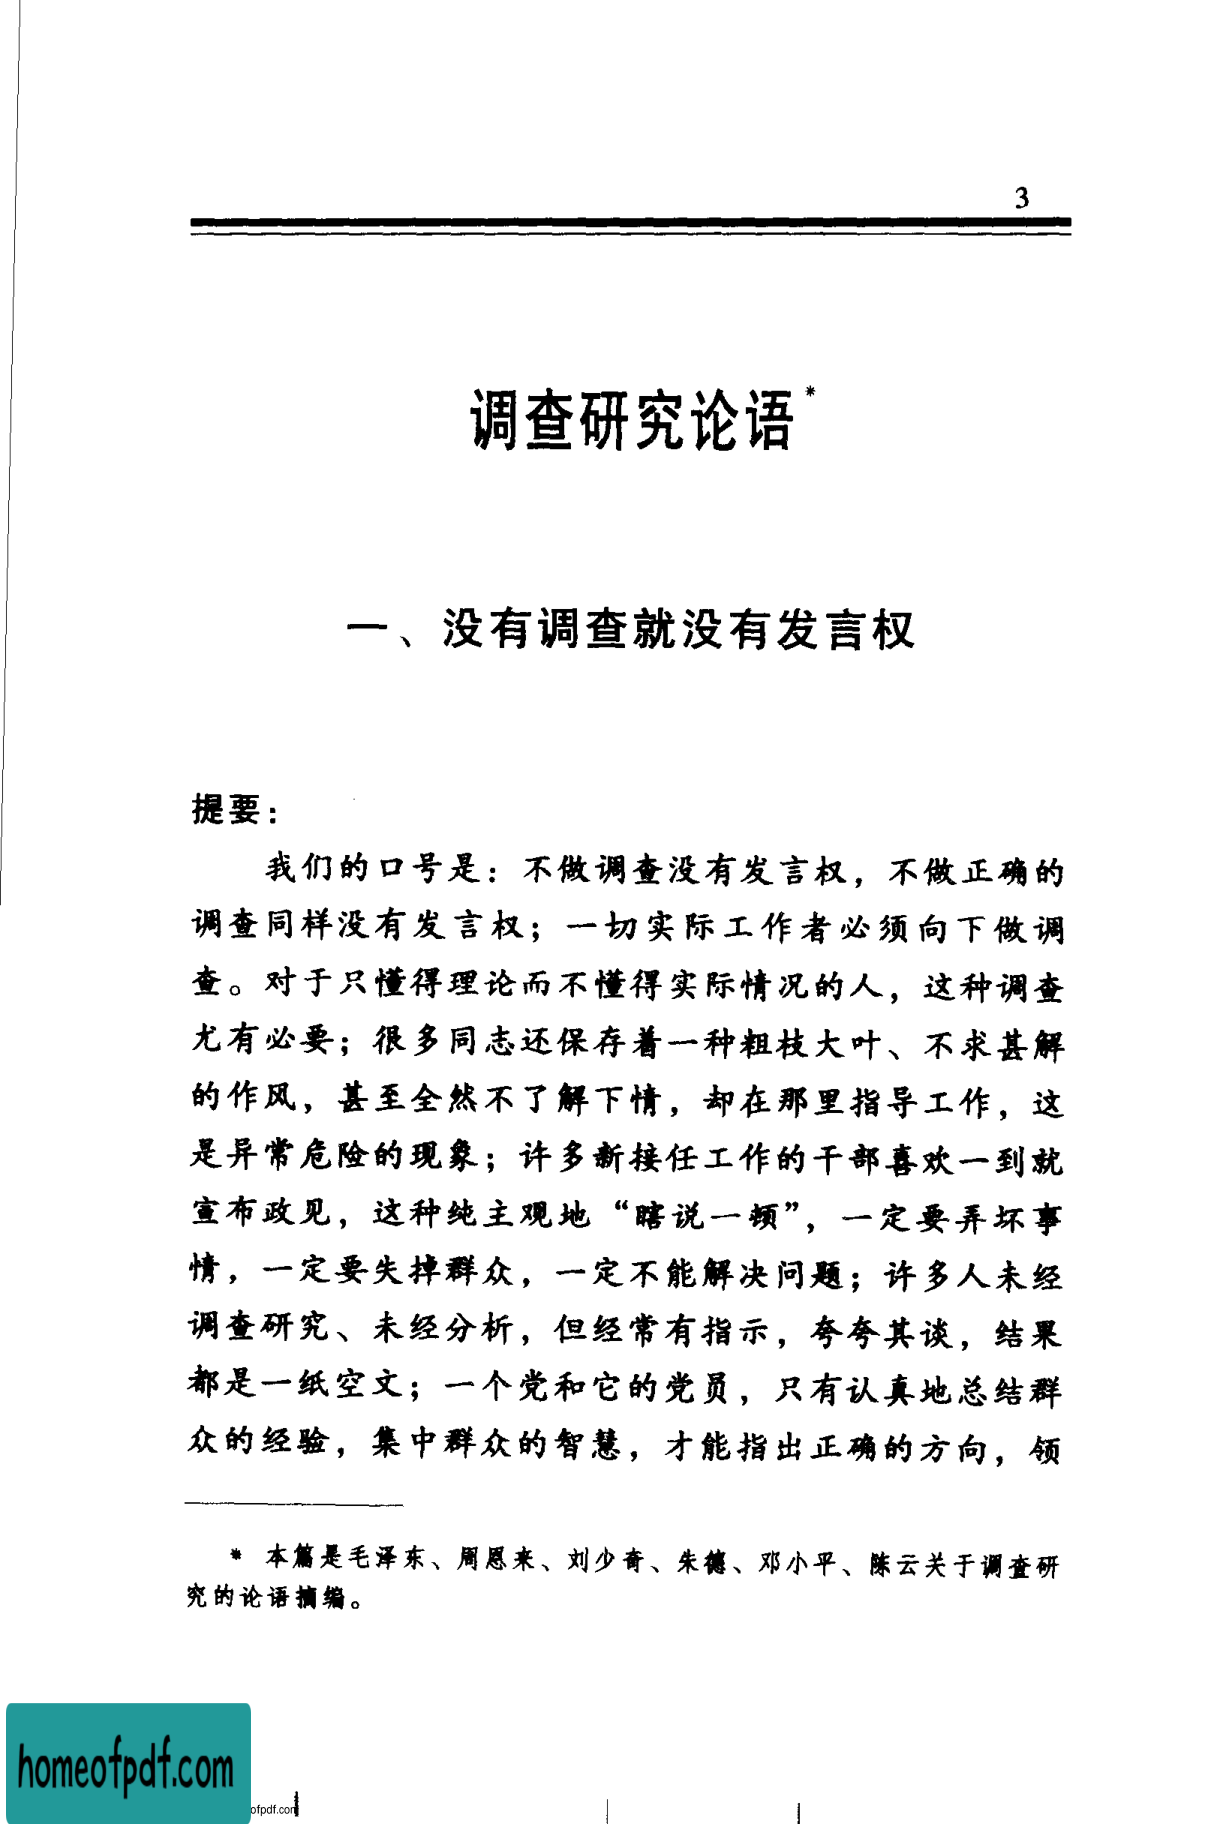 3
调查研究论语*
一、没有调查就没有发言权
提要：
我们的口号是：不做调查没有发言权，不做正确的
调查同样没有发言权；一切实际工作者必须向下做调
查。对于只懂得理论而不懂得实际情况的人，这种调查
尤有必要；很多同志还保存着一种粗枝大叶、不求甚解
的作风，甚至全然不了解下情，却在那里指导工作，这
是异常危险的现象；许多新接任工作的干部喜欢一到就
宣布政见，这种纯主观地“瞎说一顿”，一定要弄坏事
情，一定要失掉群众，一定不能解决问题；许多人未经
调查研究、未经分析，但经常有指示，夸夸其谈，结果
都是一纸空文；一个党和它的党员，只有认真地总结群
众的经验，集中群众的智慧，才能指出正确的方向，领
* 本篇是毛泽东、周恩来、刘少奇、朱德、邓小平、陈云关于调查研
究的论语摘编。
homeofpdf.com
ofpdf.com